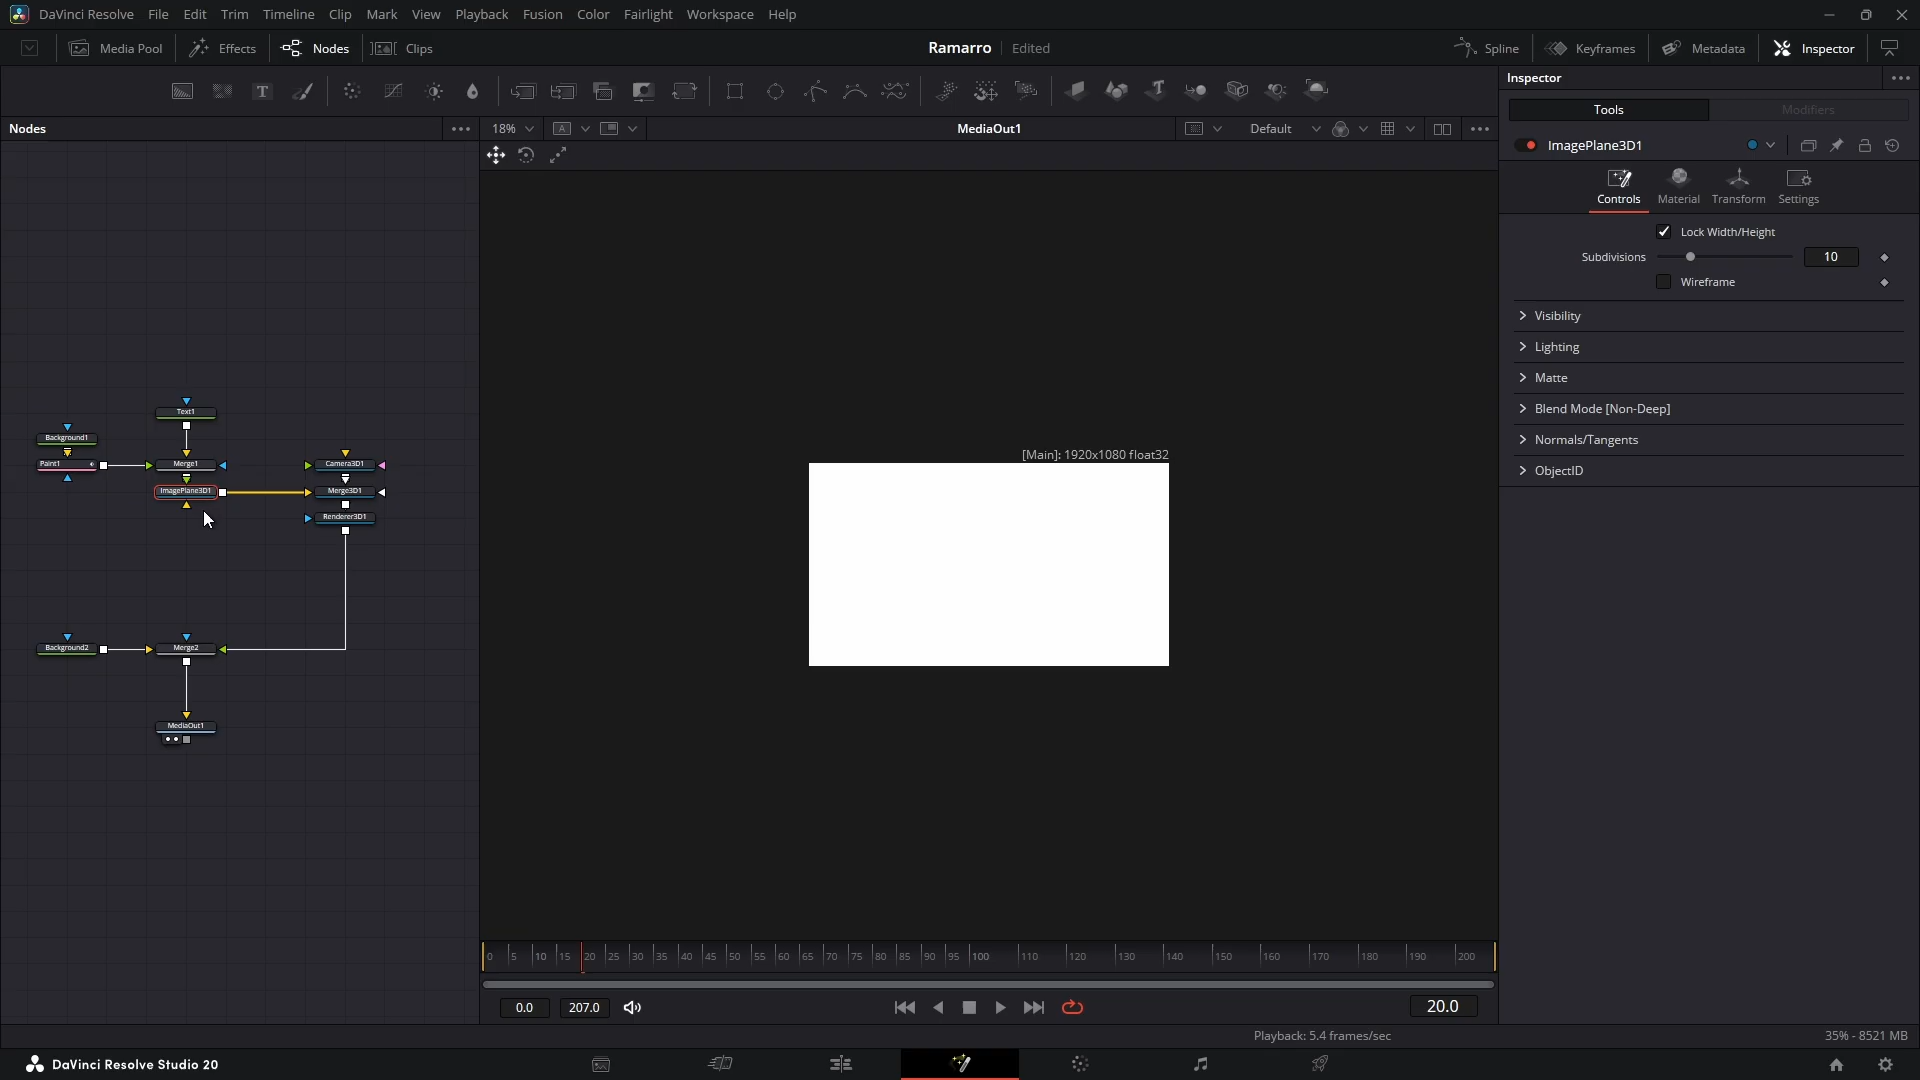 DaVinci Resolve File Edit Trim Timeline Clip Mark View Playback Fusion Color Fairlight Workspace Help
Media Pool Effects Nodes Clips Ramarro Edited Spline Keyframes Metadata Inspector
Inspector
Tools Modifiers
Nodes 18% MediaOut1 Default
ImagePlane3D1
Controls Material Transform Settings
Lock Width/Height
Subdivisions 10
Wireframe
Visibility
Lighting
Matte
Blend Mode [Non-Deep]
Normals/Tangents
ObjectID
Text1
Background1
Paint1 Merge1 Camera3D1
ImagePlane3D1 Merge3D1
Renderer3D1
[Main]: 1920x1080 float32
Background2 Merge2
MediaOut1
0 5 10 15 20 25 30 35 40 45 50 55 60 65 70 75 80 85 90 95 100 110 120 130 140 150 160 170 180 190 200
0.0 207.0 20.0
Playback: 5.4 frames/sec 35% - 8521 MB
DaVinci Resolve Studio 20